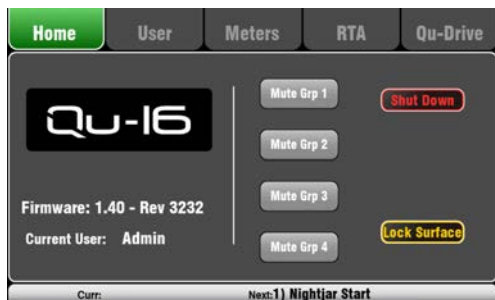 Home User Meters RTA Qu-Drive
Qu-16
Firmware: 1.40 - Rev 3232
Current User: Admin
Mute Grp 1
Mute Grp 2
Mute Grp 3
Mute Grp 4
Shut Down
Lock Surface
Curr: Next:1) Nightjar Start